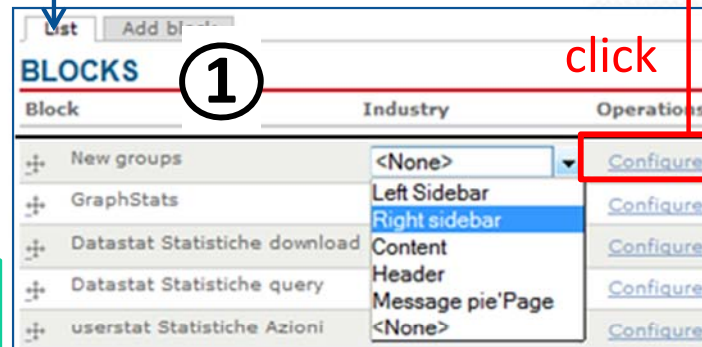 List Add block
BLOCKS
1
click
Block Industry Operations
New groups <None> Configure
GraphStats Left Sidebar Configure
Right sidebar
Datastat Statistiche download Content Configure
Header
Datastat Statistiche query Message pie'Page Configure
userstat Statistiche Azioni <None> Configure